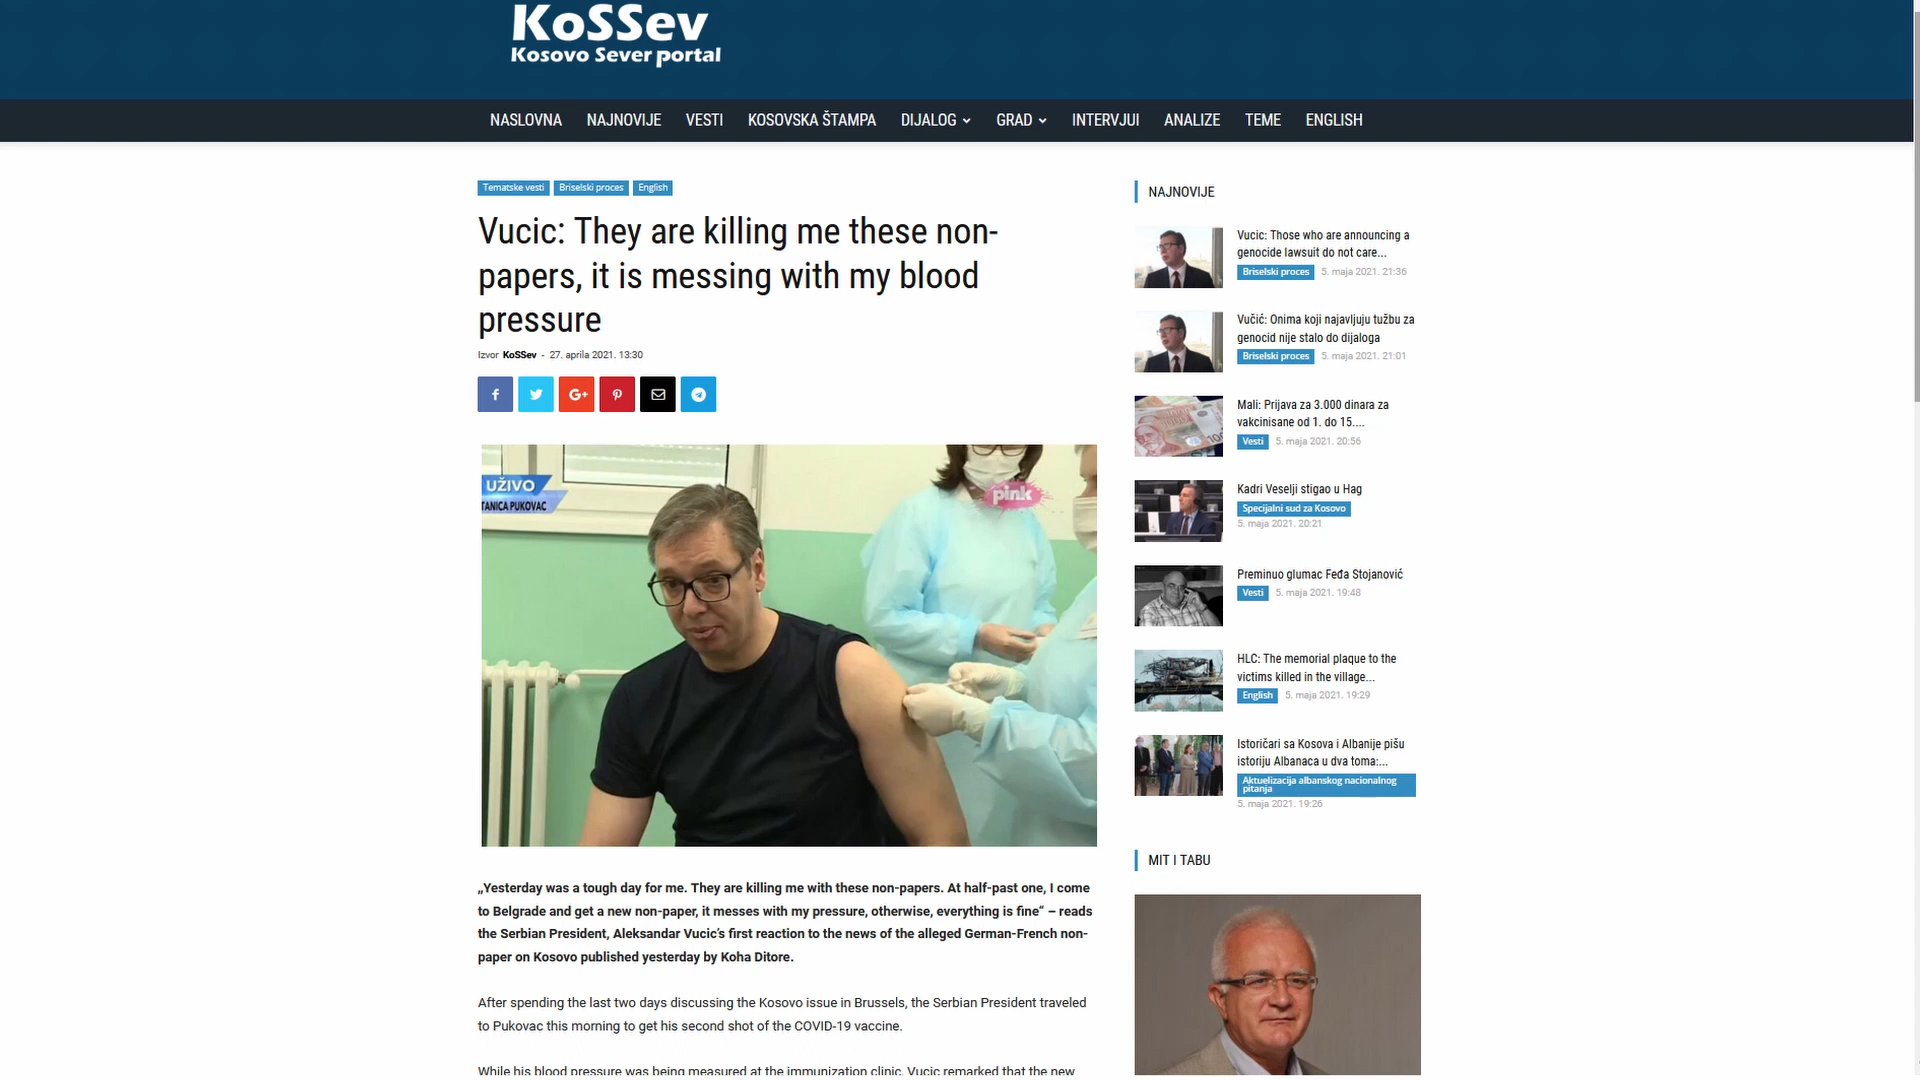 KoSSev
Kosovo Sever portal
NASLOVNA NAJNOVIJE VESTI KOSOVSKA ŠTAMPA DIJALOG GRAD INTERVJUI ANALIZE TEME ENGLISH
Tematske vesti Briselski proces English
Vucic: They are killing me these non-
papers, it is messing with my blood
pressure
Izvor KoSSev - 27. aprila 2021. 13:30
UŽIVO
TANICA PUKOVAC
pink
„Yesterday was a tough day for me. They are killing me with these non-papers. At half-past one, I come
to Belgrade and get a new non-paper, it messes with my pressure, otherwise, everything is fine“ – reads
the Serbian President, Aleksandar Vucic’s first reaction to the news of the alleged German-French non-
paper on Kosovo published yesterday by Koha Ditore.
After spending the last two days discussing the Kosovo issue in Brussels, the Serbian President traveled
to Pukovac this morning to get his second shot of the COVID-19 vaccine.
While his blood pressure was being measured at the immunization clinic, Vucic remarked that the new
NAJNOVIJE
Vucic: Those who are announcing a
genocide lawsuit do not care...
Briselski proces 5. maja 2021. 21:36
Vučić: Onima koji najavljuju tužbu za
genocid nije stalo do dijaloga
Briselski proces 5. maja 2021. 21:01
Mali: Prijava za 3.000 dinara za
vakcinisane od 1. do 15....
Vesti 5. maja 2021. 20:56
Kadri Veselji stigao u Hag
Specijalni sud za Kosovo
5. maja 2021. 20:21
Preminuo glumac Feđa Stojanović
Vesti 5. maja 2021. 19:48
HLC: The memorial plaque to the
victims killed in the village...
English 5. maja 2021. 19:29
Istoričari sa Kosova i Albanije pišu
istoriju Albanaca u dva toma:...
Aktuelizacija albanskog nacionalnog
pitanja
5. maja 2021. 19:26
MIT I TABU